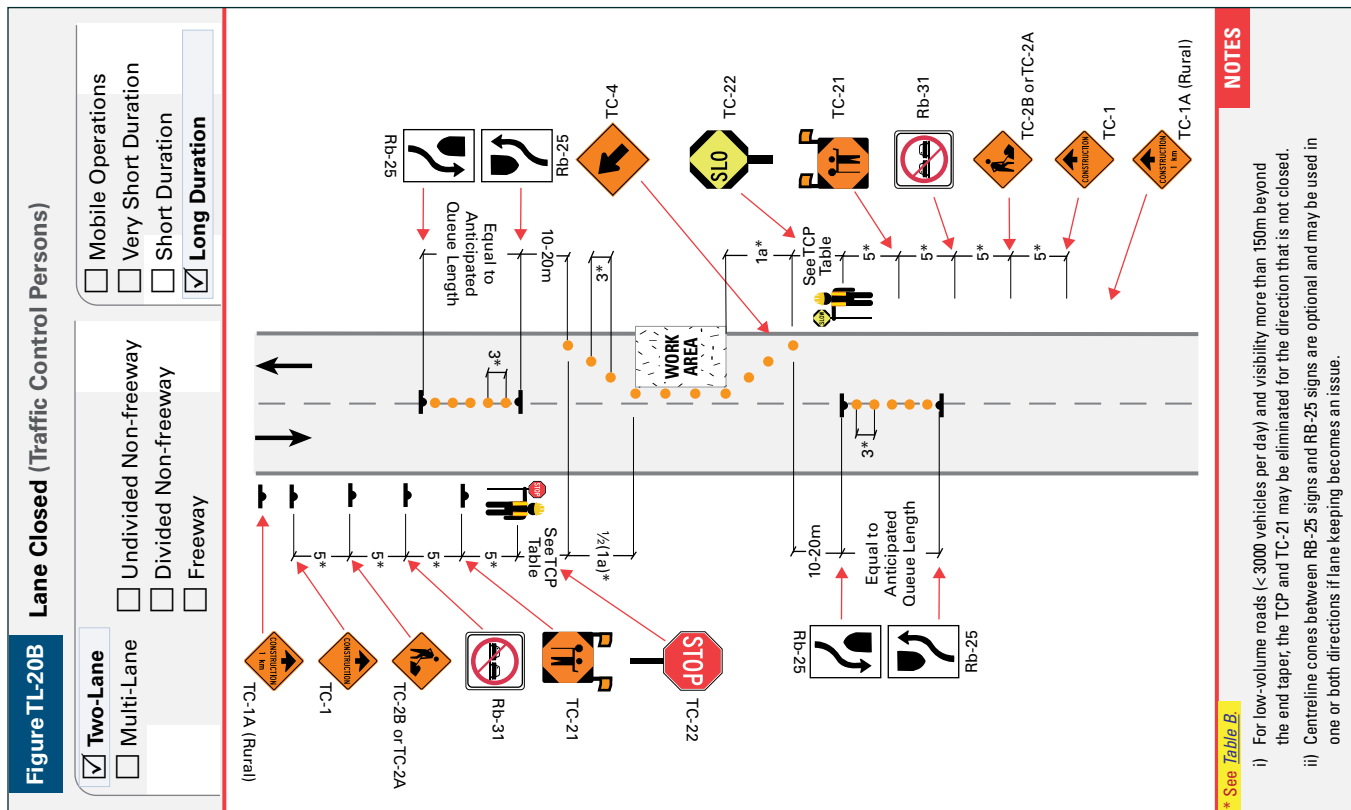 Figure TL-20B
Lane Closed (Traffic Control Persons)
Two-Lane
Multi-Lane
Undivided Non-freeway
Divided Non-freeway
Freeway
Mobile Operations
Very Short Duration
Short Duration
Long Duration
TC-1A (Rural)
CONSTRUCTION
1 km
TC-1
CONSTRUCTION
TC-2B or TC-2A
Rb-31
TC-21
TC-22
STOP
5*
5*
5*
5*
See TCP
Table
½(1a)*
STOP
Rb-25
Rb-25
10-20m
Equal to
Anticipated
Queue Length
3*
3*
WORK
AREA
Rb-25
Rb-25
Equal to
Anticipated
Queue Length
10-20m
3*
TC-4
1a*
See TCP
Table
5*
5*
5*
5*
SLOW
TC-22
SLO
TC-21
Rb-31
TC-2B or TC-2A
TC-1
CONSTRUCTION
TC-1A (Rural)
CONSTRUCTION
1 km
* See Table B.
NOTES
i) For low-volume roads (< 3000 vehicles per day) and visibility more than 150m beyond
the end taper, the TCP and TC-21 may be eliminated for the direction that is not closed.
ii) Centreline cones between RB-25 signs and RB-25 signs are optional and may be used in
one or both directions if lane keeping becomes an issue.